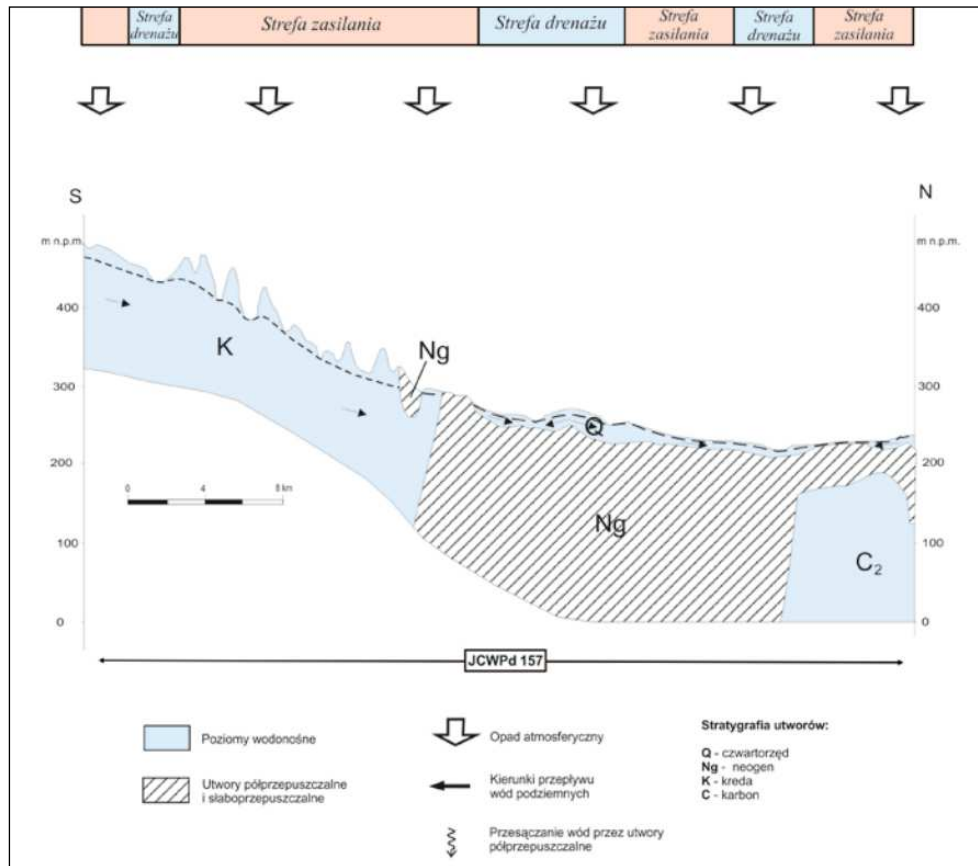 Strefa drenażu
Strefa zasilania
Strefa drenażu
Strefa zasilania
Strefa drenażu
Strefa zasilania
S
N
m n.p.m.
m n.p.m.
400
400
K
Ng
300
300
Q
200
200
0 4 8 km
Ng
100
100
C₂
0
0
JCWPd 157
Poziomy wodonośne
Utwory półprzepuszczalne
i słaboprzepuszczalne
Opad atmosferyczny
Kierunki przepływu
wód podziemnych
Przesączanie wód przez utwory
półprzepuszczalne
Stratygrafia utworów:
Q - czwartorzęd
Ng - neogen
K - kreda
C - karbon